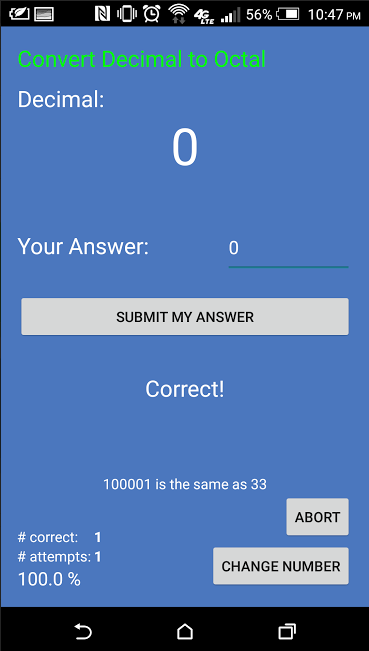 4G LTE 56% 10:47 PM
Convert Decimal to Octal
Decimal:
0
Your Answer: 0
SUBMIT MY ANSWER
Correct!
100001 is the same as 33
ABORT
# correct: 1
# attempts: 1
100.0 %
CHANGE NUMBER